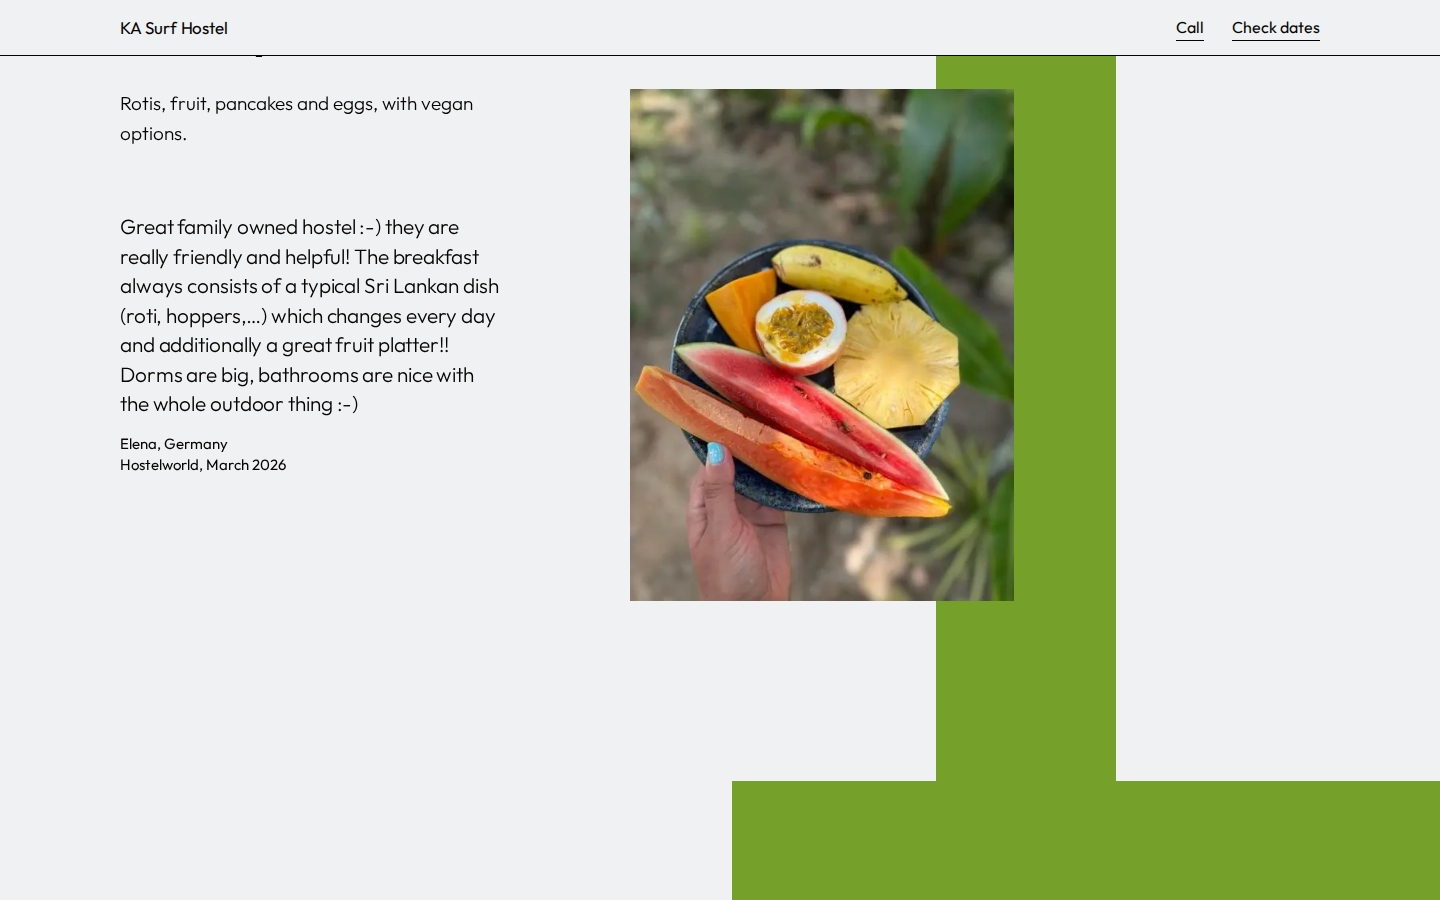 KA Surf Hostel
Call
Check dates
Rotis, fruit, pancakes and eggs, with vegan
options.
Great family owned hostel :-) they are
really friendly and helpful! The breakfast
always consists of a typical Sri Lankan dish
(roti, hoppers,...) which changes every day
and additionally a great fruit platter!!
Dorms are big, bathrooms are nice with
the whole outdoor thing :-)
Elena, Germany
Hostelworld, March 2026